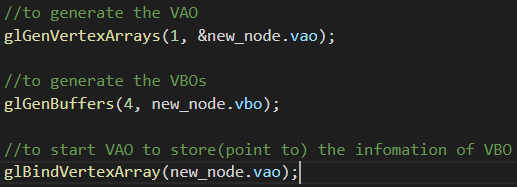 //to generate the VAO
glGenVertexArrays(1, &new_node.vao);
//to generate the VBOs
glGenBuffers(4, new_node.vbo);
//to start VAO to store(point to) the infomation of VBO
glBindVertexArray(new_node.vao);